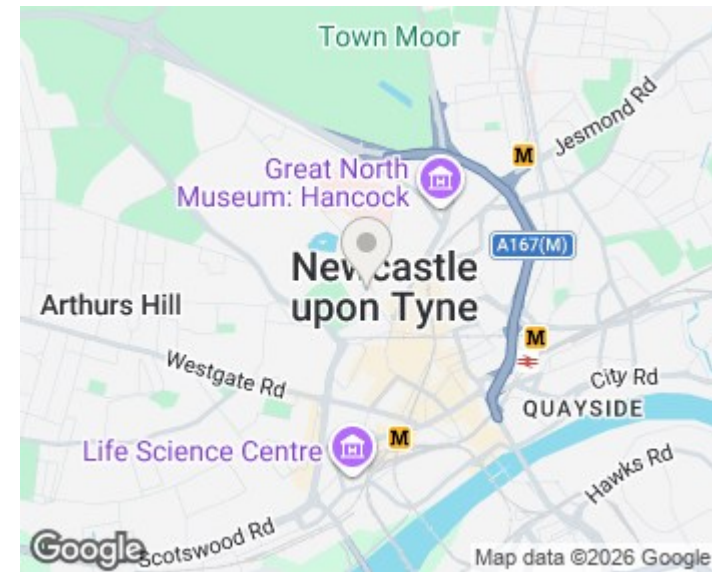 Town Moor
Jesmond Rd
M
Great North
Museum: Hancock
A167(M)
Newcastle
upon Tyne
Arthurs Hill
M
Westgate Rd
City Rd
QUAYSIDE
Life Science Centre
M
Hawks Rd
Scotswood Rd
Google
Map data ©2026 Google